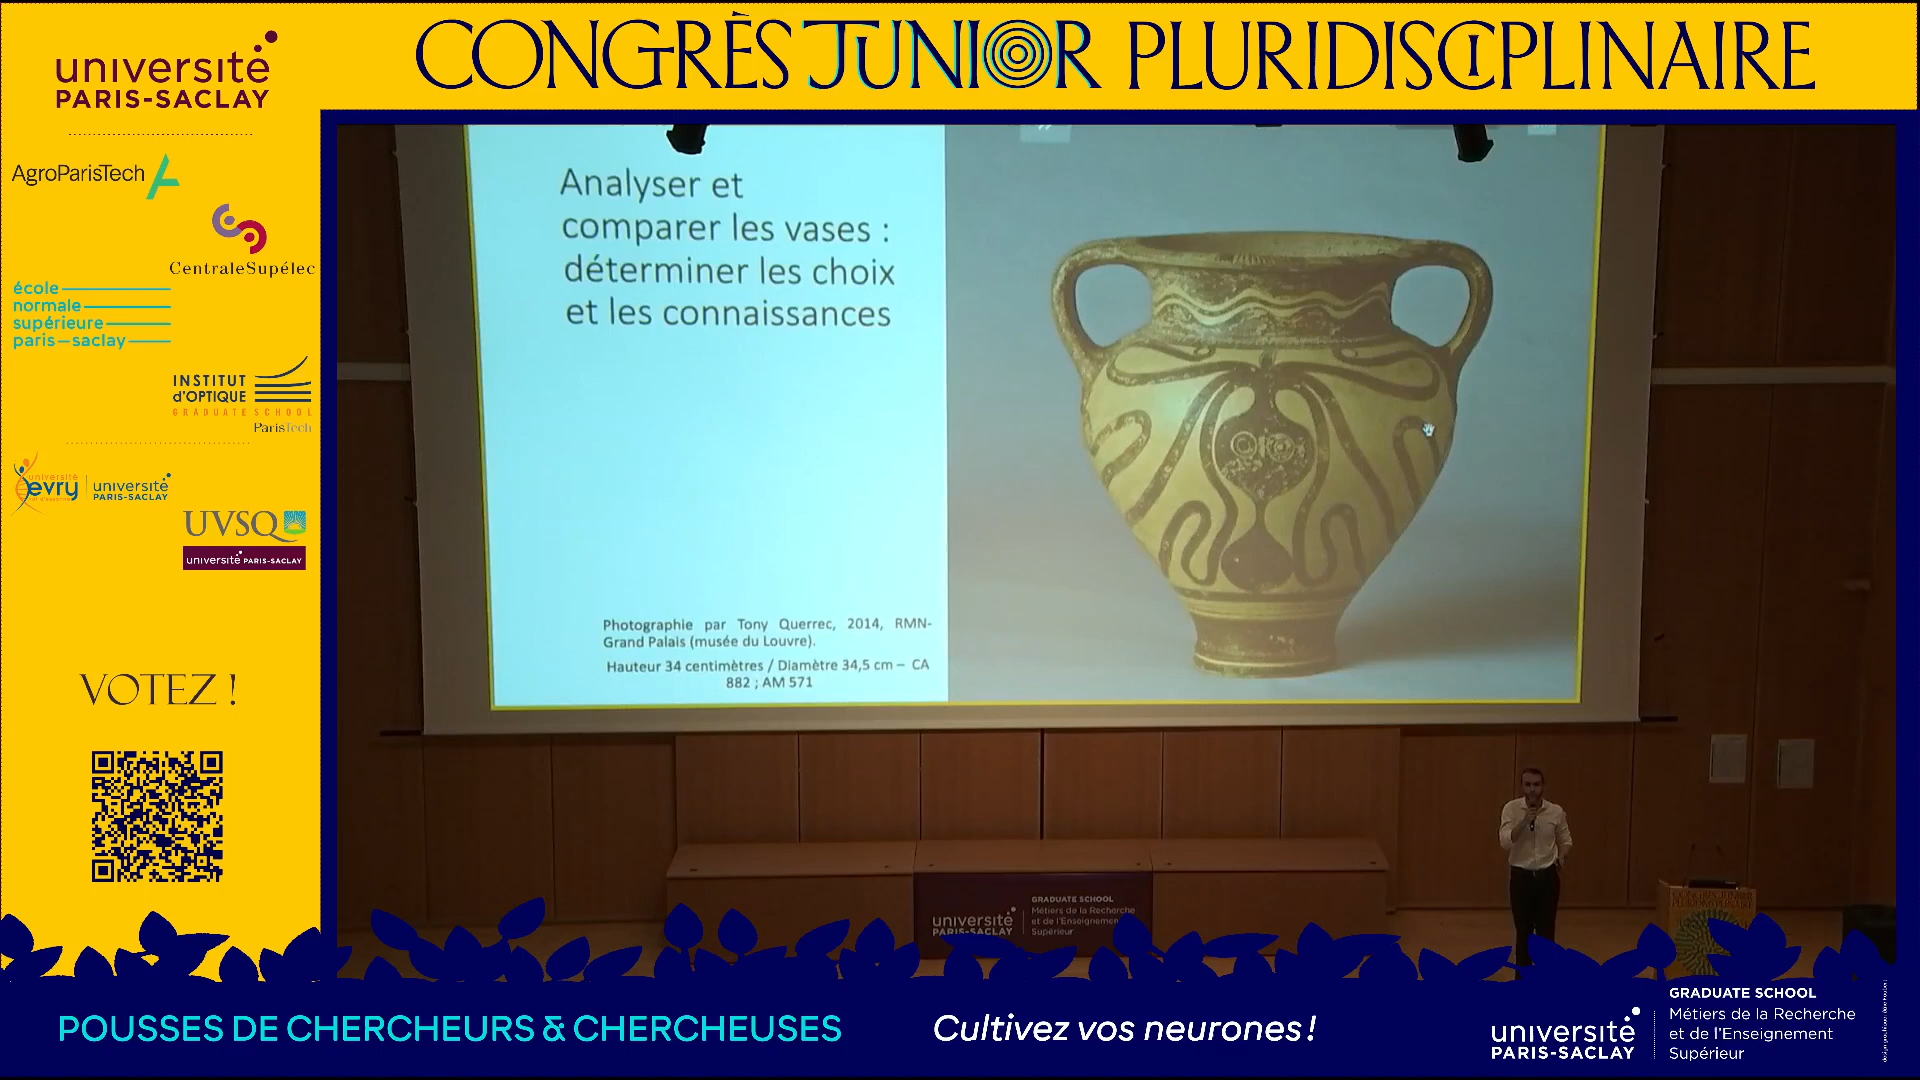 université
PARIS-SACLAY
CONGRÈS JUNIOR PLURIDISCIPLINAIRE
AgroParisTech
CentraleSupélec
école
normale
supérieure
paris—saclay
INSTITUT
d'OPTIQUE
GRADUATE SCHOOL
ParisTech
université
evry
université
PARIS-SACLAY
UVSQ
université PARIS-SACLAY
VOTEZ !
Analyser et
comparer les vases :
déterminer les choix
et les connaissances
Photographie par Tony Querrec, 2014, RMN-
Grand Palais (musée du Louvre).
Hauteur 34 centimètres / Diamètre 34,5 cm – CA
882 ; AM 571
université
PARIS-SACLAY
GRADUATE SCHOOL
Métiers de la Recherche
et de l'Enseignement
Supérieur
CONGRÈS JUNIOR
PLURIDISCIPLINAIRE
POUSSES DE CHERCHEURS & CHERCHEUSES
Cultivez vos neurones !
université
PARIS-SACLAY
GRADUATE SCHOOL
Métiers de la Recherche
et de l'Enseignement
Supérieur